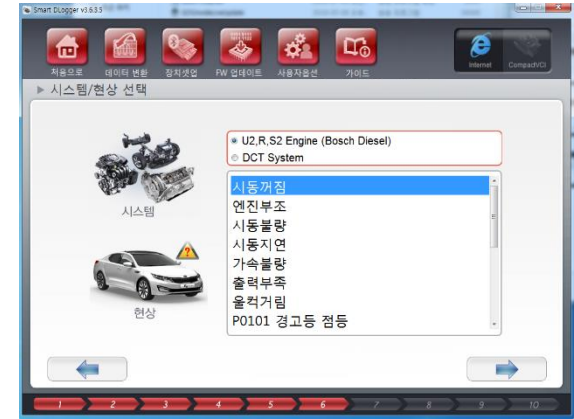 Smart DLogger v3.6.3.5
처음으로 데이터 변환 장치셋업 FW 업데이트 사용자옵션 가이드 Internet CompactVCI
▶ 시스템/현상 선택
U2,R,S2 Engine (Bosch Diesel)
DCT System
시스템
현상
시동꺼짐
엔진부조
시동불량
시동지연
가속불량
출력부족
울컥거림
P0101 경고등 점등
1 2 3 4 5 6 7 8 9 10